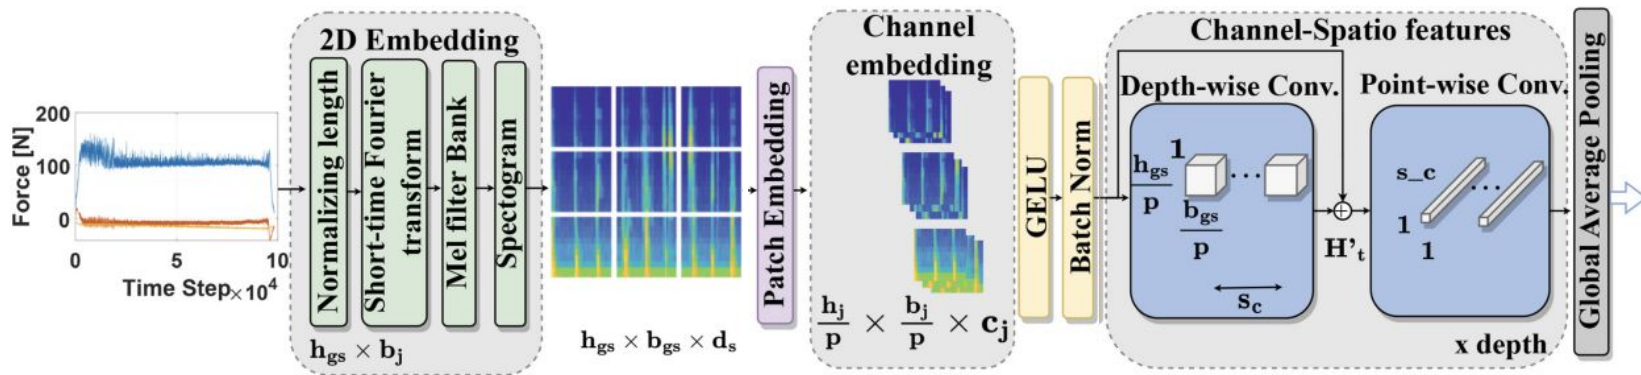 Force [N]
200
100
0
0
5
10
Time Step ×10⁴
2D Embedding
Normalizing length
Short-time Fourier
transform
Mel filter Bank
Spectogram
h_gs × b_j
h_gs × b_gs × d_s
Patch Embedding
Channel
embedding
h_j/p × b_j/p × c_j
GELU
Batch Norm
Channel-Spatio features
Depth-wise Conv.
1
h_gs/p
b_gs/p
...
s_c
+
H'_t
Point-wise Conv.
s_c
...
1
1
x depth
Global Average Pooling